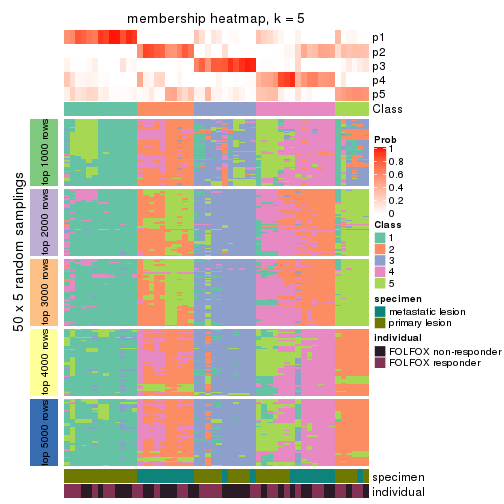 membership heatmap, k = 5
p1
p2
p3
p4
p5
Class
50 x 5 random samplings
top 1000 rows
top 2000 rows
top 3000 rows
top 4000 rows
top 5000 rows
specimen
individual
Prob
1
0.8
0.6
0.4
0.2
0
Class
1
2
3
4
5
specimen
metastatic lesion
primary lesion
individual
FOLFOX non-responder
FOLFOX responder